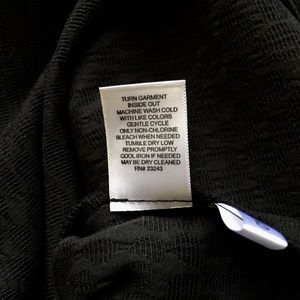 TURN GARMENT
INSIDE OUT
MACHINE WASH COLD
WITH LIKE COLORS
GENTLE CYCLE
ONLY NON-CHLORINE
BLEACH WHEN NEEDED
TUMBLE DRY LOW
REMOVE PROMPTLY
COOL IRON IF NEEDED
MAY BE DRY CLEANED
RN# 23243